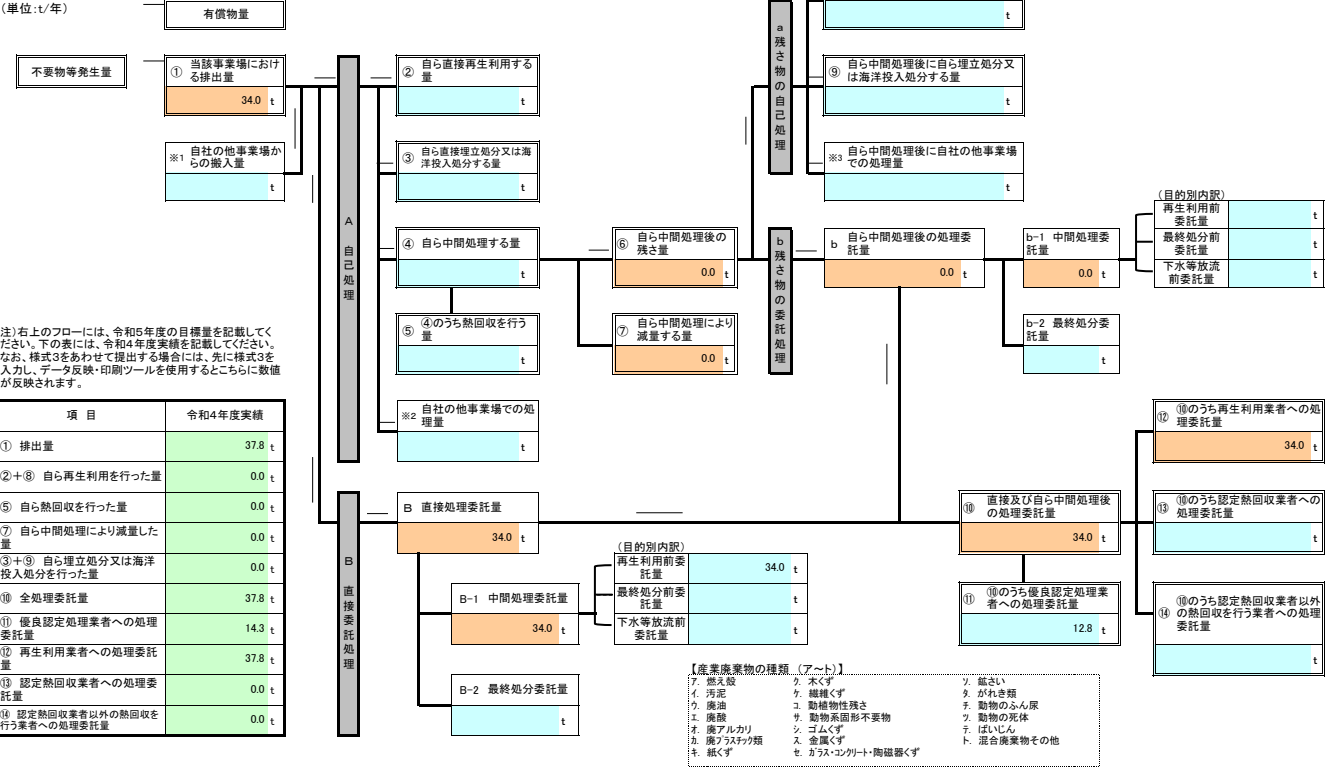 (単位:t/年)
有償物量
不要物等発生量
① 当該事業場における排出量
34.0 t
※1 自社の他事業場からの搬入量
t
A 自己処理
② 自ら直接再生利用する量
t
③ 自ら直接埋立処分又は海洋投入処分する量
t
④ 自ら中間処理する量
t
⑤ ④のうち熱回収を行う量
t
※2 自社の他事業場での処理量
t
⑥ 自ら中間処理後の残さ量
0.0 t
⑦ 自ら中間処理により減量する量
0.0 t
a 残さ物の自己処理
t
⑨ 自ら中間処理後に自ら埋立処分又は海洋投入処分する量
t
※3 自ら中間処理後に自社の他事業場での処理量
t
b 残さ物の委託処理
b 自ら中間処理後の処理委託量
0.0 t
b-1 中間処理委託量
0.0 t
(目的別内訳)
再生利用前委託量 t
最終処分前委託量 t
下水等放流前委託量 t
b-2 最終処分委託量
t
注)右上のフローには、令和5年度の目標量を記載してく
ださい。下の表には、令和4年度実績を記載してください。
なお、様式3をあわせて提出する場合には、先に様式3を
入力し、データ反映・印刷ツールを使用するとこちらに数値
が反映されます。
項 目 令和4年度実績
① 排出量 37.8 t
②+⑧ 自ら再生利用を行った量 0.0 t
⑤ 自ら熱回収を行った量 0.0 t
⑦ 自ら中間処理により減量した量 0.0 t
③+⑨ 自ら埋立処分又は海洋投入処分を行った量 0.0 t
⑩ 全処理委託量 37.8 t
⑪ 優良認定処理業者への処理委託量 14.3 t
⑫ 再生利用業者への処理委託量 37.8 t
⑬ 認定熱回収業者への処理委託量 0.0 t
⑭ 認定熱回収業者以外の熱回収を行う業者への処理委託量 0.0 t
B 直接委託処理
B 直接処理委託量
34.0 t
B-1 中間処理委託量
34.0 t
(目的別内訳)
再生利用前委託量 34.0 t
最終処分前委託量 t
下水等放流前委託量 t
B-2 最終処分委託量
t
⑩ 直接及び自ら中間処理後の処理委託量
34.0 t
⑪ ⑩のうち優良認定処理業者への処理委託量
12.8 t
⑫ ⑩のうち再生利用業者への処理委託量
34.0 t
⑬ ⑩のうち認定熱回収業者への処理委託量
t
⑭ ⑩のうち認定熱回収業者以外の熱回収を行う業者への処理委託量
t
【産業廃棄物の種類 (ア～ト)】
ア. 燃え殻 ク. 木くず ソ. 鉱さい
イ. 汚泥 ケ. 繊維くず タ. がれき類
ウ. 廃油 コ. 動植物性残さ チ. 動物のふん尿
エ. 廃酸 サ. 動物系固形不要物 ツ. 動物の死体
オ. 廃アルカリ シ. ゴムくず テ. ばいじん
カ. 廃プラスチック類 ス. 金属くず ト. 混合廃棄物その他
キ. 紙くず セ. ガラス・コンクリート・陶磁器くず